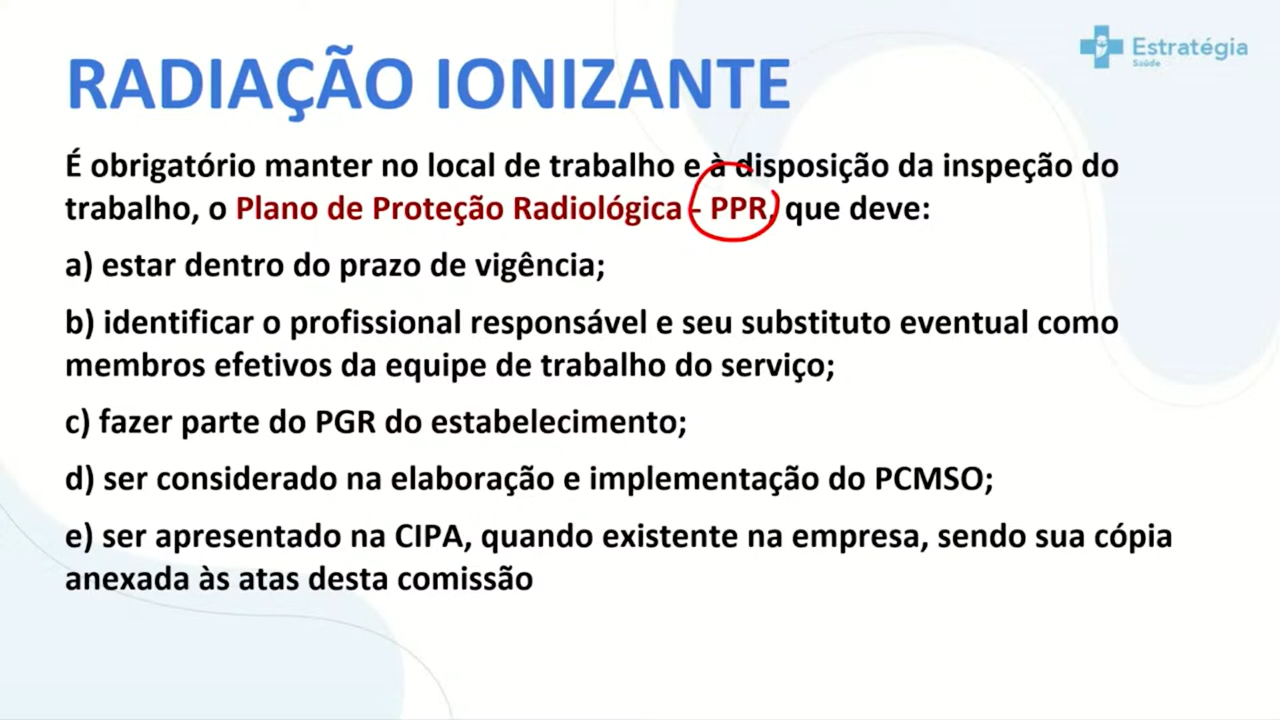 Estratégia
Saúde
RADIAÇÃO IONIZANTE
É obrigatório manter no local de trabalho e à disposição da inspeção do
trabalho, o Plano de Proteção Radiológica - PPR, que deve:
a) estar dentro do prazo de vigência;
b) identificar o profissional responsável e seu substituto eventual como
membros efetivos da equipe de trabalho do serviço;
c) fazer parte do PGR do estabelecimento;
d) ser considerado na elaboração e implementação do PCMSO;
e) ser apresentado na CIPA, quando existente na empresa, sendo sua cópia
anexada às atas desta comissão